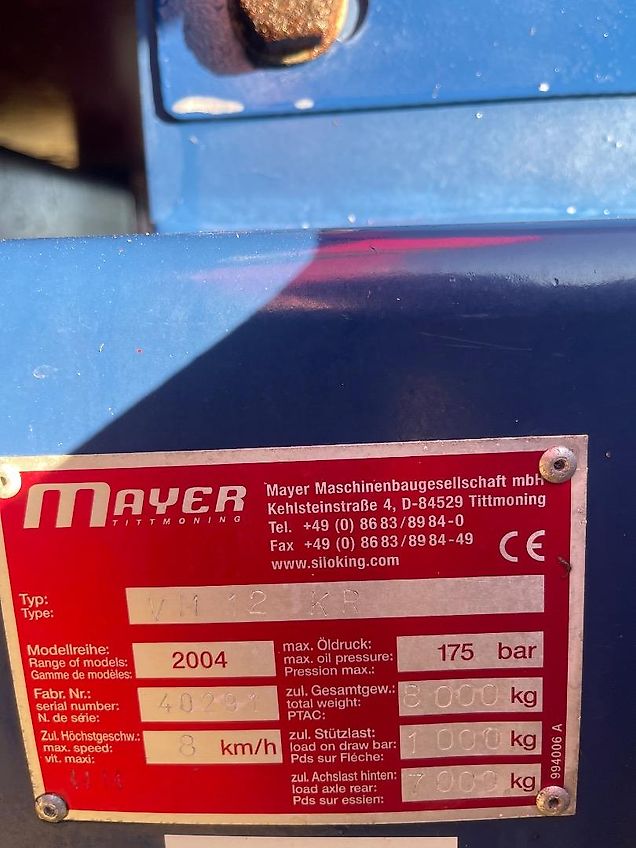 MAYER
TITTMONING
Mayer Maschinenbaugesellschaft mbH
Kehlsteinstraße 4, D-84529 Tittmoning
Tel. +49 (0) 86 83 / 89 84 - 0
Fax +49 (0) 86 83 / 89 84 - 49
www.siloking.com
CE
Typ:
Type:
VM 12 KR
Modellreihe:
Range of models:
Gamme de modèles:
2004
max. Öldruck:
max. oil pressure:
Pression max.:
175 bar
Fabr. Nr.:
serial number:
N. de série:
40291
zul. Gesamtgew.:
total weight:
PTAC:
8 000 kg
Zul. Höchstgeschw.:
max. speed:
vit. maxi:
8 km/h
zul. Stützlast:
load on draw bar:
Pds sur Fléche:
1 000 kg
zul. Achslast hinten:
load axle rear:
Pds sur essien:
7 000 kg
994006 A